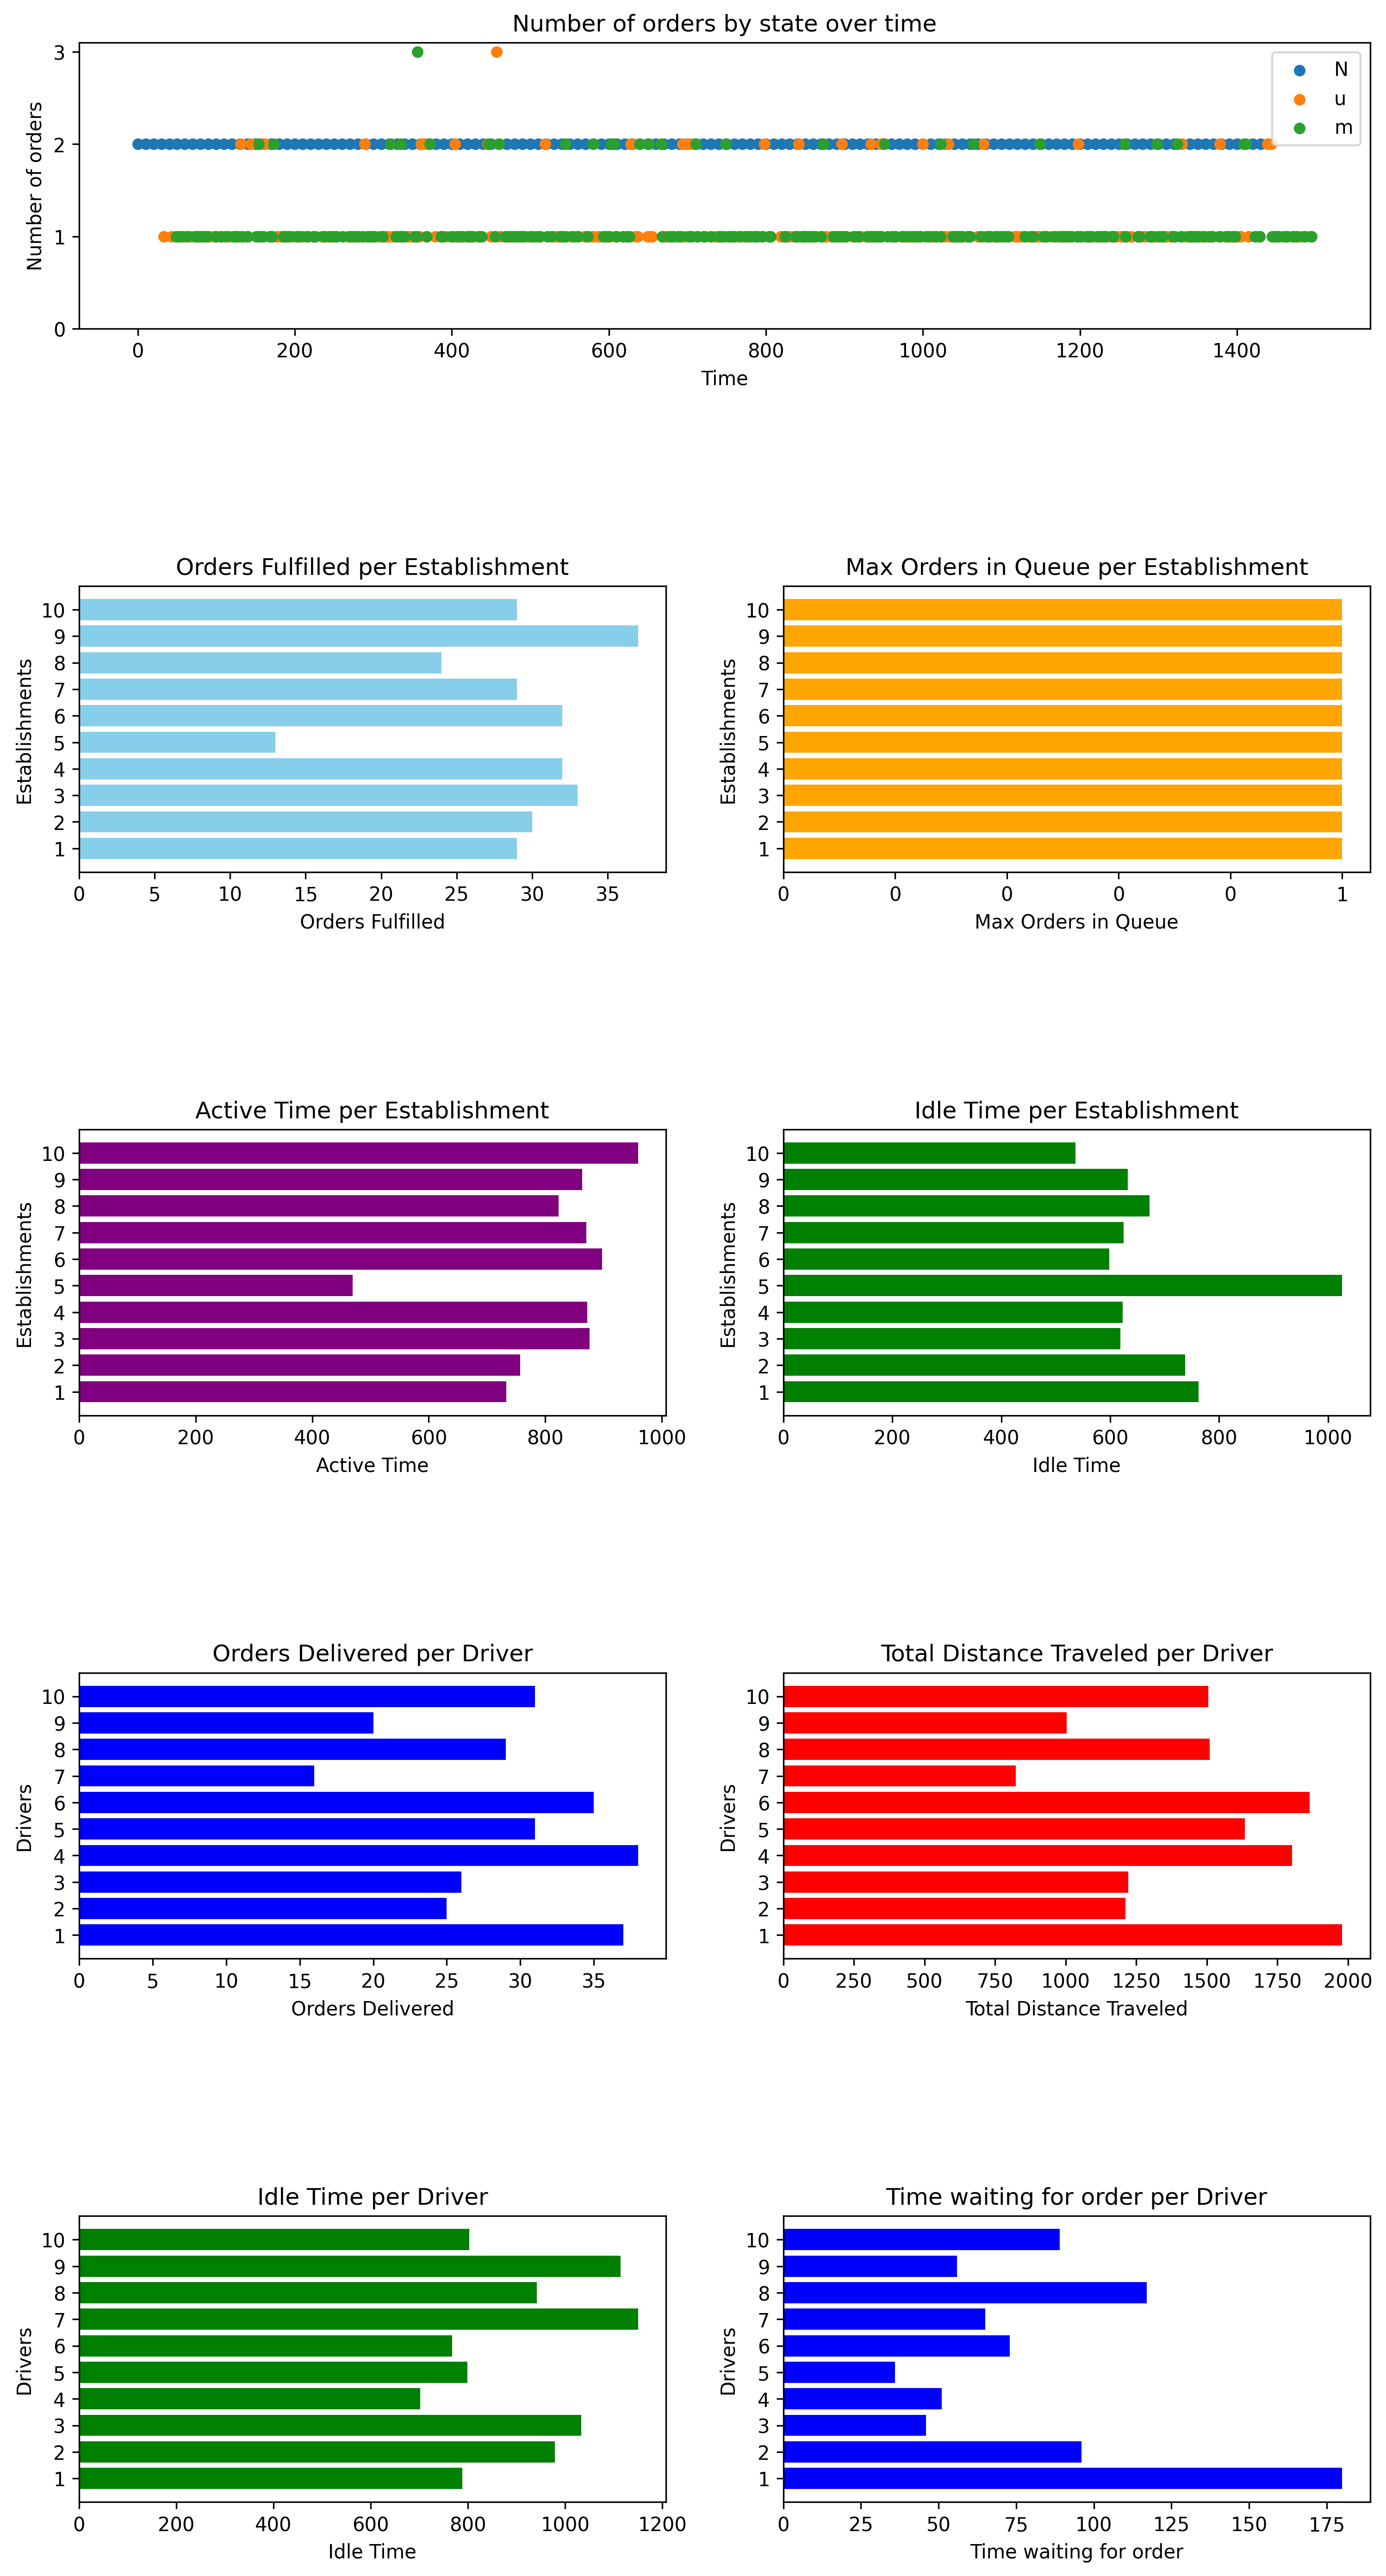 Number of orders by state over time
Number of orders
3
2
1
0
N
u
m
0 200 400 600 800 1000 1200 1400
Time
Orders Fulfilled per Establishment
Establishments
10
9
8
7
6
5
4
3
2
1
0 5 10 15 20 25 30 35
Orders Fulfilled
Max Orders in Queue per Establishment
Establishments
10
9
8
7
6
5
4
3
2
1
0 0 0 0 0 1
Max Orders in Queue
Active Time per Establishment
Establishments
10
9
8
7
6
5
4
3
2
1
0 200 400 600 800 1000
Active Time
Idle Time per Establishment
Establishments
10
9
8
7
6
5
4
3
2
1
0 200 400 600 800 1000
Idle Time
Orders Delivered per Driver
Drivers
10
9
8
7
6
5
4
3
2
1
0 5 10 15 20 25 30 35
Orders Delivered
Total Distance Traveled per Driver
Drivers
10
9
8
7
6
5
4
3
2
1
0 250 500 750 1000 1250 1500 1750 2000
Total Distance Traveled
Idle Time per Driver
Drivers
10
9
8
7
6
5
4
3
2
1
0 200 400 600 800 1000 1200
Idle Time
Time waiting for order per Driver
Drivers
10
9
8
7
6
5
4
3
2
1
0 25 50 75 100 125 150 175
Time waiting for order